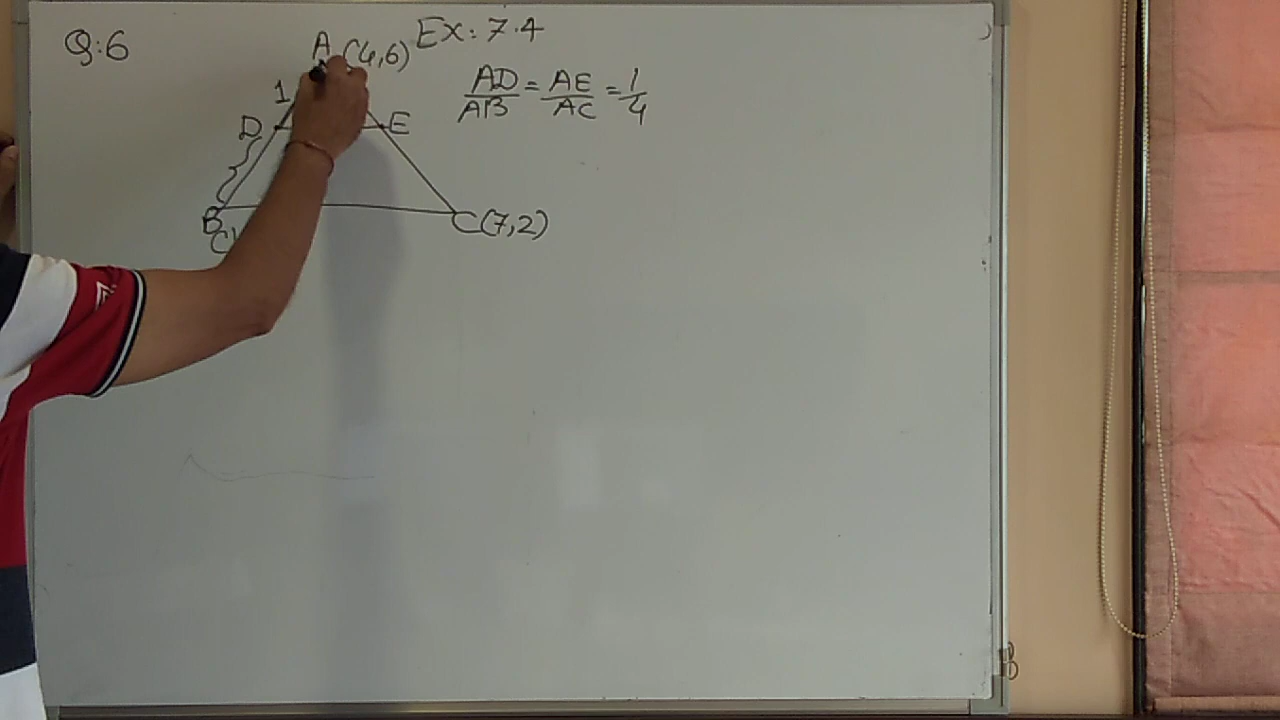 Q:6
Ex: 7.4
A (4,6)
AD/AB = AE/AC = 1/4
1
D
E
B
C(7,2)